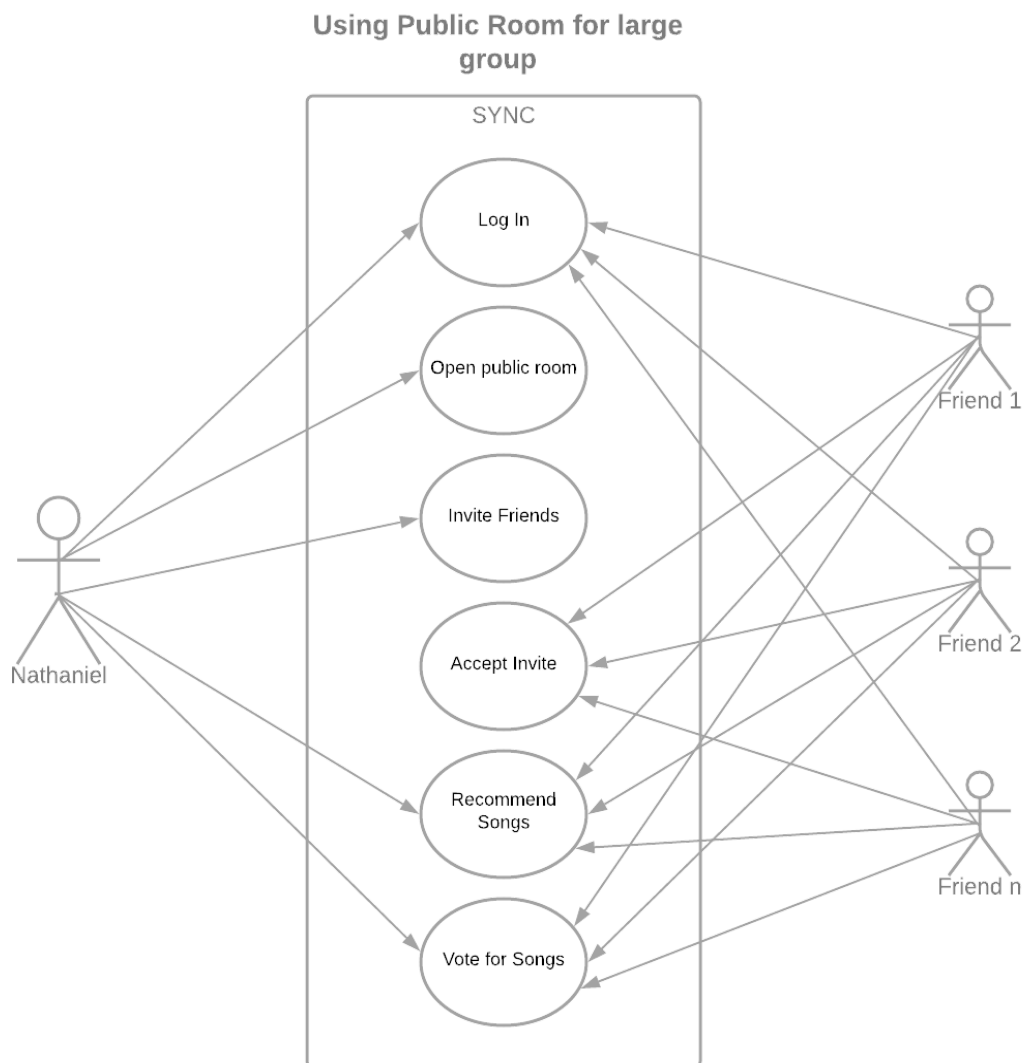 Using Public Room for large
group
SYNC
Log In
Open public room
Invite Friends
Accept Invite
Recommend
Songs
Vote for Songs
Nathaniel
Friend 1
Friend 2
Friend n